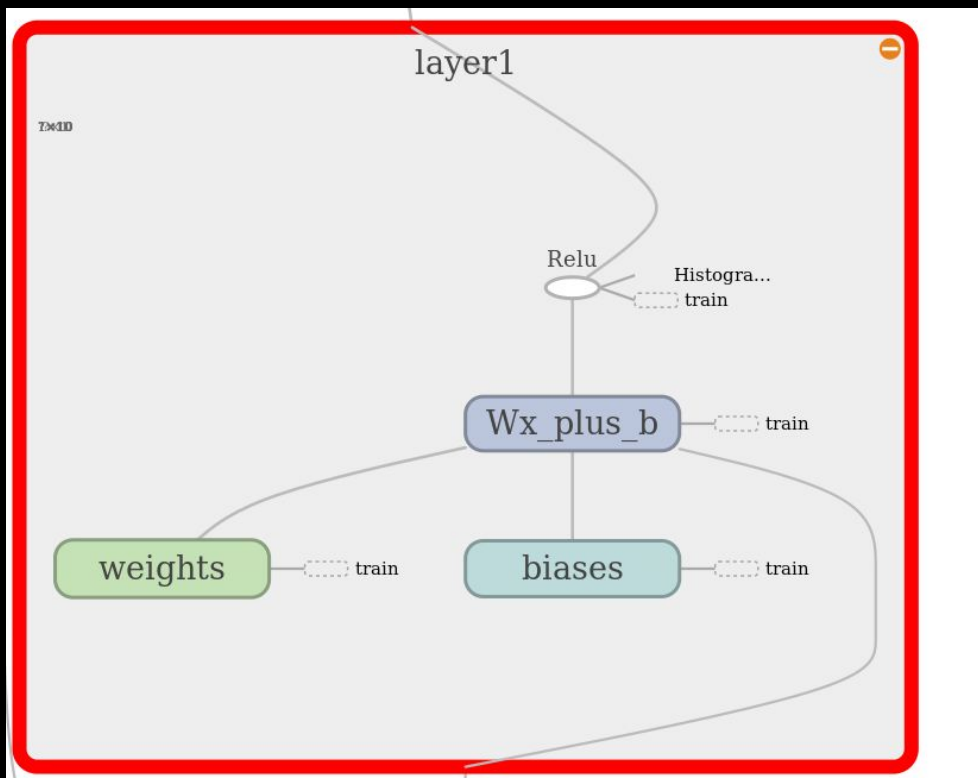 layer1
Relu
Histogra...
train
Wx_plus_b
train
weights
train
biases
train